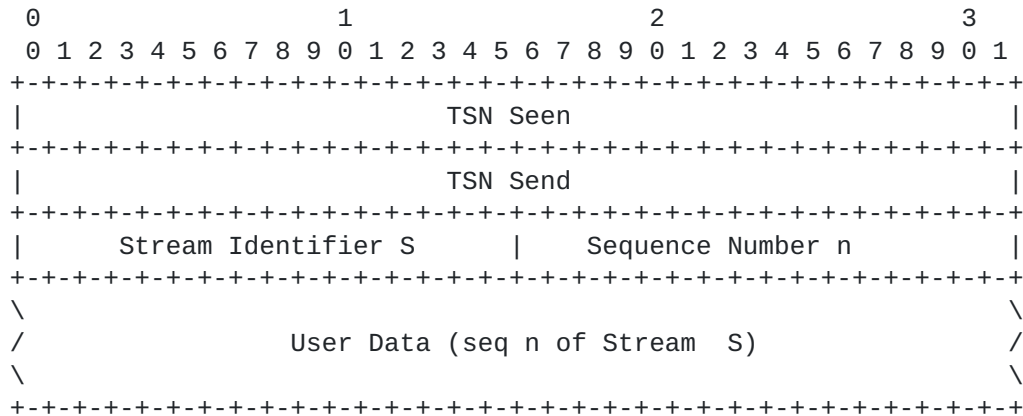 0                   1                   2                   3
 0 1 2 3 4 5 6 7 8 9 0 1 2 3 4 5 6 7 8 9 0 1 2 3 4 5 6 7 8 9 0 1
+-+-+-+-+-+-+-+-+-+-+-+-+-+-+-+-+-+-+-+-+-+-+-+-+-+-+-+-+-+-+-+-+
|                           TSN Seen                            |
+-+-+-+-+-+-+-+-+-+-+-+-+-+-+-+-+-+-+-+-+-+-+-+-+-+-+-+-+-+-+-+-+
|                           TSN Send                            |
+-+-+-+-+-+-+-+-+-+-+-+-+-+-+-+-+-+-+-+-+-+-+-+-+-+-+-+-+-+-+-+-+
|      Stream Identifier S      |    Sequence Number n          |
+-+-+-+-+-+-+-+-+-+-+-+-+-+-+-+-+-+-+-+-+-+-+-+-+-+-+-+-+-+-+-+-+
\                                                               \
/                 User Data (seq n of Stream  S)                /
\                                                               \
+-+-+-+-+-+-+-+-+-+-+-+-+-+-+-+-+-+-+-+-+-+-+-+-+-+-+-+-+-+-+-+-+